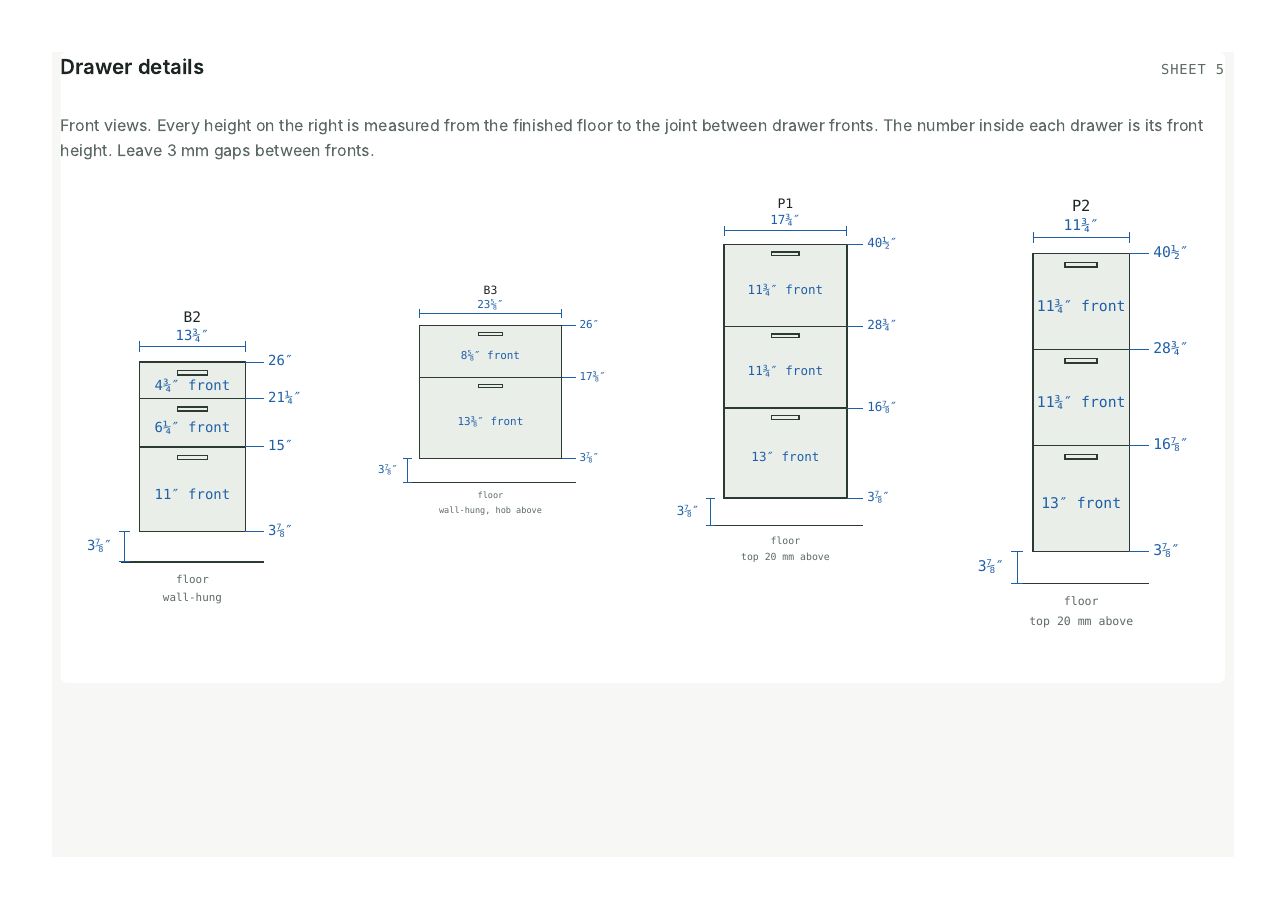 Drawer details
SHEET 5
Front views. Every height on the right is measured from the finished floor to the joint between drawer fronts. The number inside each drawer is its front
height. Leave 3 mm gaps between fronts.
B2
13¾″
26″
4¾″ front
21¼″
6¼″ front
15″
11″ front
3⅞″
3⅞″
floor
wall-hung
B3
23⅝″
26″
8⅝″ front
17⅜″
13⅜″ front
3⅞″
3⅞″
floor
wall-hung, hob above
P1
17¾″
40½″
11¾″ front
28¾″
11¾″ front
16⅞″
13″ front
3⅞″
3⅞″
floor
top 20 mm above
P2
11¾″
40½″
11¾″ front
28¾″
11¾″ front
16⅞″
13″ front
3⅞″
3⅞″
floor
top 20 mm above